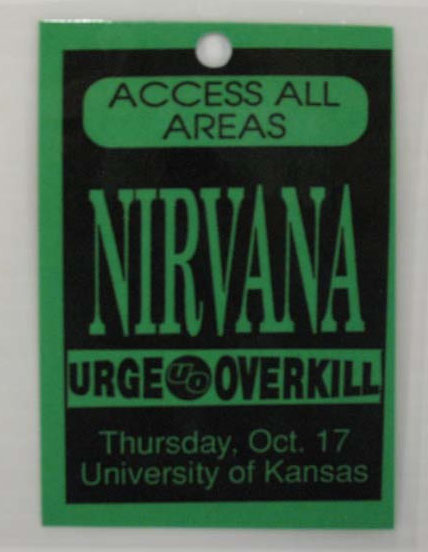 ACCESS ALL
AREAS
NIRVANA
URGE UO OVERKILL
Thursday, Oct. 17
University of Kansas